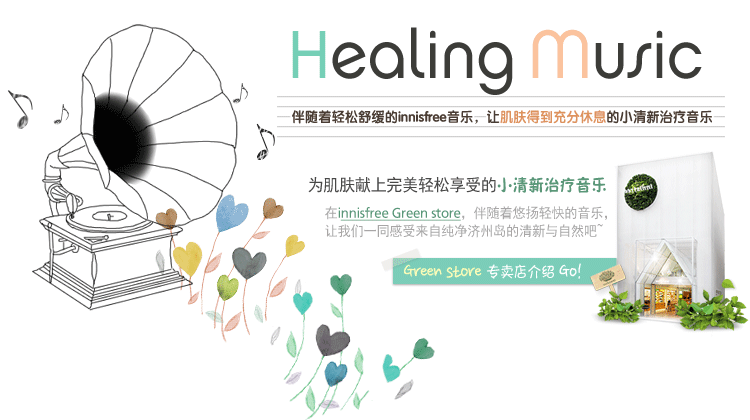 Healing Music
伴随着轻松舒缓的innisfree音乐，让肌肤得到充分休息的小清新治疗音乐
为肌肤献上完美轻松享受的小清新治疗音乐
在innisfree Green store，伴随着悠扬轻快的音乐，
让我们一同感受来自纯净济州岛的清新与自然吧~
Green Store 专卖店介绍 Go!
innisfree